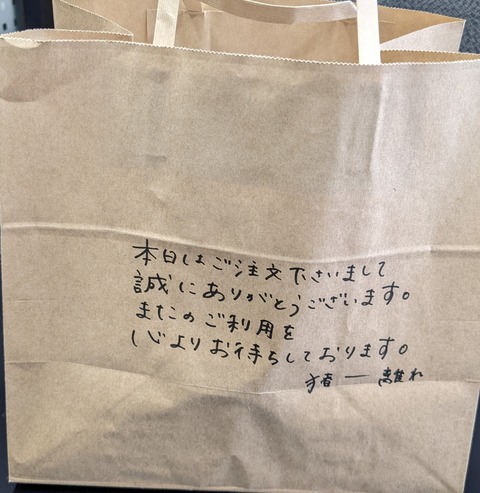 本日はご注文下さいまして
誠にありがとうございます。
またのご利用を
心よりお待ちしております。
猪一 離れ